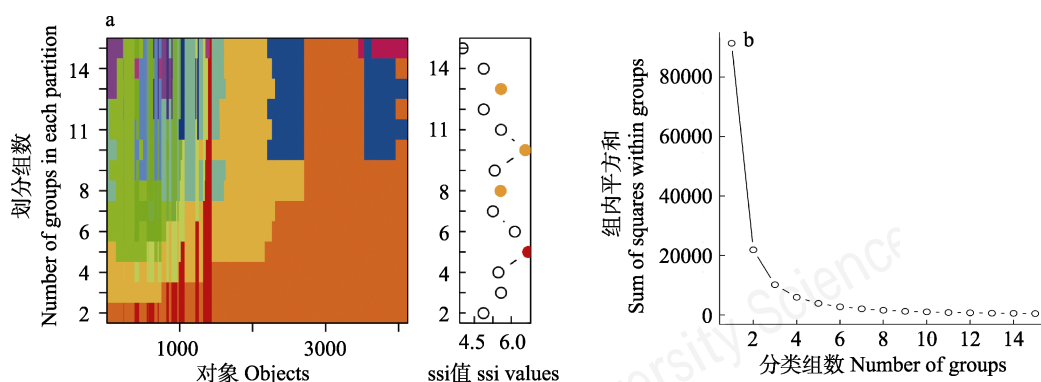 a
划分组数
Number of groups in each partition
14
11
8
6
4
2
1000
3000
对象 Objects
14
11
8
6
4
2
4.5
6.0
ssi值 ssi values
b
组内平方和
Sum of squares within groups
80000
60000
40000
20000
0
2
4
6
8
10
12
14
分类组数 Number of groups
versity Science